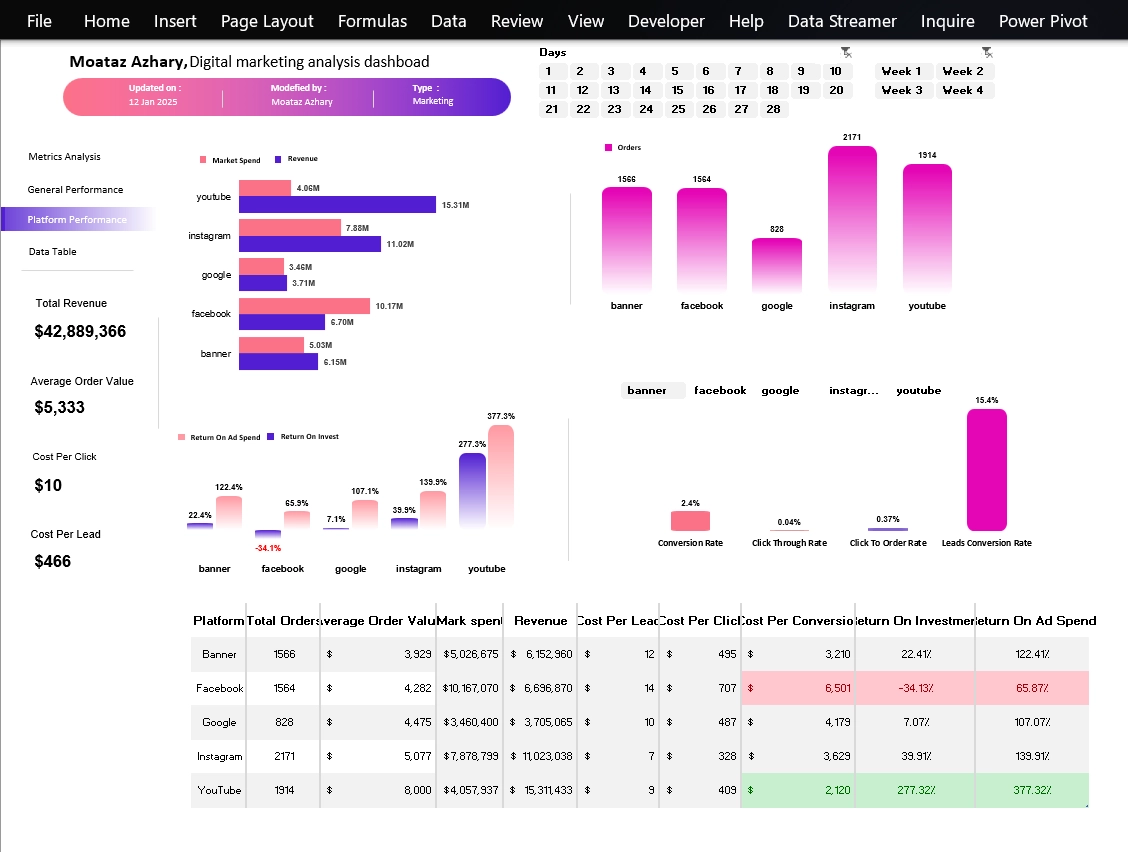 File Home Insert Page Layout Formulas Data Review View Developer Help Data Streamer Inquire Power Pivot
Moataz Azhary, Digital marketing analysis dashboad
Updated on : Modefied by : Type :
12 Jan 2025 Moataz Azhary Marketing
Days
1 2 3 4 5 6 7 8 9 10
11 12 13 14 15 16 17 18 19 20
21 22 23 24 25 26 27 28
Week 1 Week 2
Week 3 Week 4
Metrics Analysis
General Performance
Platform Performance
Data Table
Total Revenue
$42,889,366
Average Order Value
$5,333
Cost Per Click
$10
Cost Per Lead
$466
Market Spend Revenue
youtube 4.06M 15.31M
instagram 7.88M 11.02M
google 3.46M 3.71M
facebook 10.17M 6.70M
banner 5.03M 6.15M
Orders
1566 1564 828 2171 1914
banner facebook google instagram youtube
Return On Ad Spend Return On Invest
22.4% 122.4% -34.1% 65.9% 7.1% 107.1% 39.9% 139.9% 277.3% 377.3%
banner facebook google instagram youtube
banner facebook google instagr... youtube
2.4% 0.04% 0.37% 15.4%
Conversion Rate Click Through Rate Click To Order Rate Leads Conversion Rate
Platform Total Orders verage Order Valu Mark spen Revenue Cost Per Lead Cost Per Clic Cost Per Conversio eturn On Investmen eturn On Ad Spend
Banner 1566 $ 3,929 $5,026,675 $ 6,152,960 $ 12 $ 495 $ 3,210 22.41% 122.41%
Facebook 1564 $ 4,282 $10,167,070 $ 6,696,870 $ 14 $ 707 $ 6,501 -34.13% 65.87%
Google 828 $ 4,475 $3,460,400 $ 3,705,065 $ 10 $ 487 $ 4,179 7.07% 107.07%
Instagram 2171 $ 5,077 $7,878,799 $ 11,023,038 $ 7 $ 328 $ 3,629 39.91% 139.91%
YouTube 1914 $ 8,000 $4,057,937 $ 15,311,433 $ 9 $ 409 $ 2,120 277.32% 377.32%